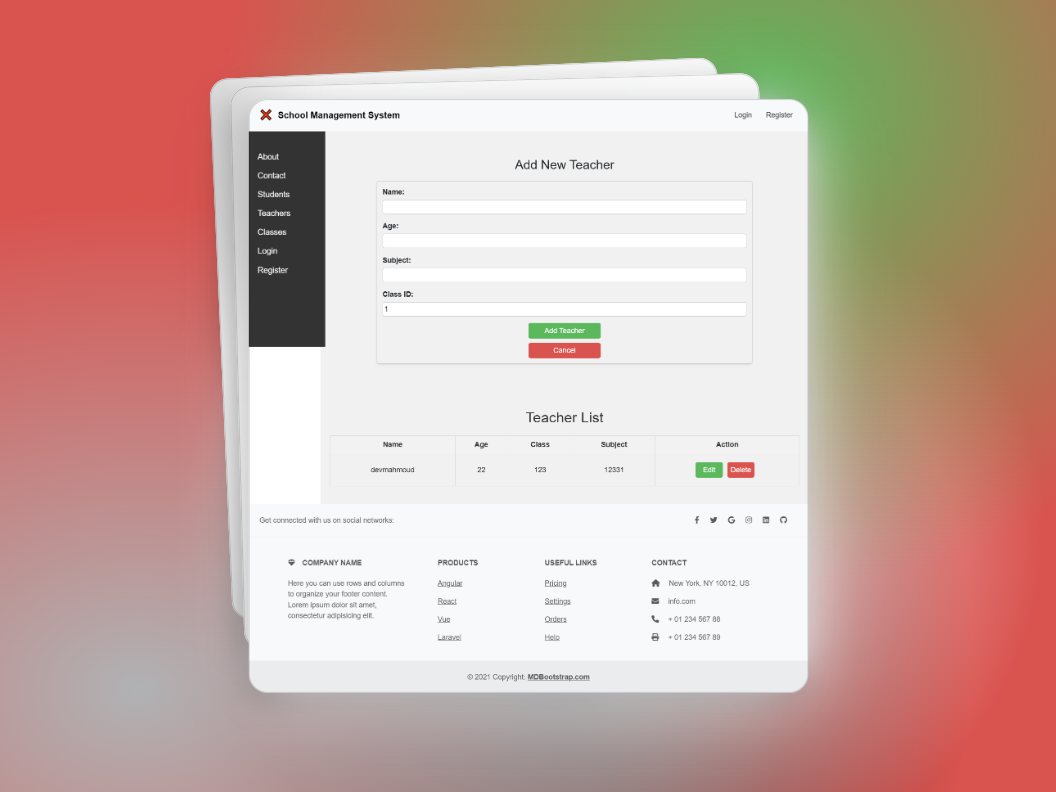 School Management System
Login Register
About
Contact
Students
Teachers
Classes
Login
Register
Add New Teacher
Name:
Age:
Subject:
Class ID:
1
Add Teacher
Cancel
Teacher List
Name Age Class Subject Action
devmahmoud 22 123 12331 Edit Delete
Get connected with us on social networks:
COMPANY NAME
Here you can use rows and columns
to organize your footer content.
Lorem ipsum dolor sit amet,
consectetur adipisicing elit.
PRODUCTS
Angular
React
Vue
Laravel
USEFUL LINKS
Pricing
Settings
Orders
Help
CONTACT
New York, NY 10012, US
info.com
+ 01 234 567 88
+ 01 234 567 89
© 2021 Copyright: MDBootstrap.com